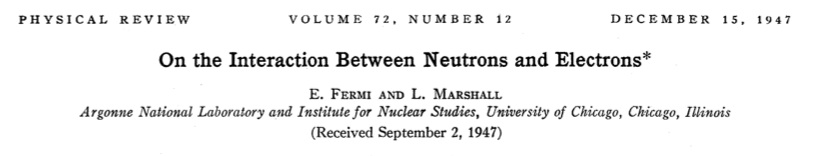 PHYSICAL REVIEW VOLUME 72, NUMBER 12 DECEMBER 15, 1947
On the Interaction Between Neutrons and Electrons*
E. FERMI AND L. MARSHALL
Argonne National Laboratory and Institute for Nuclear Studies, University of Chicago, Chicago, Illinois
(Received September 2, 1947)